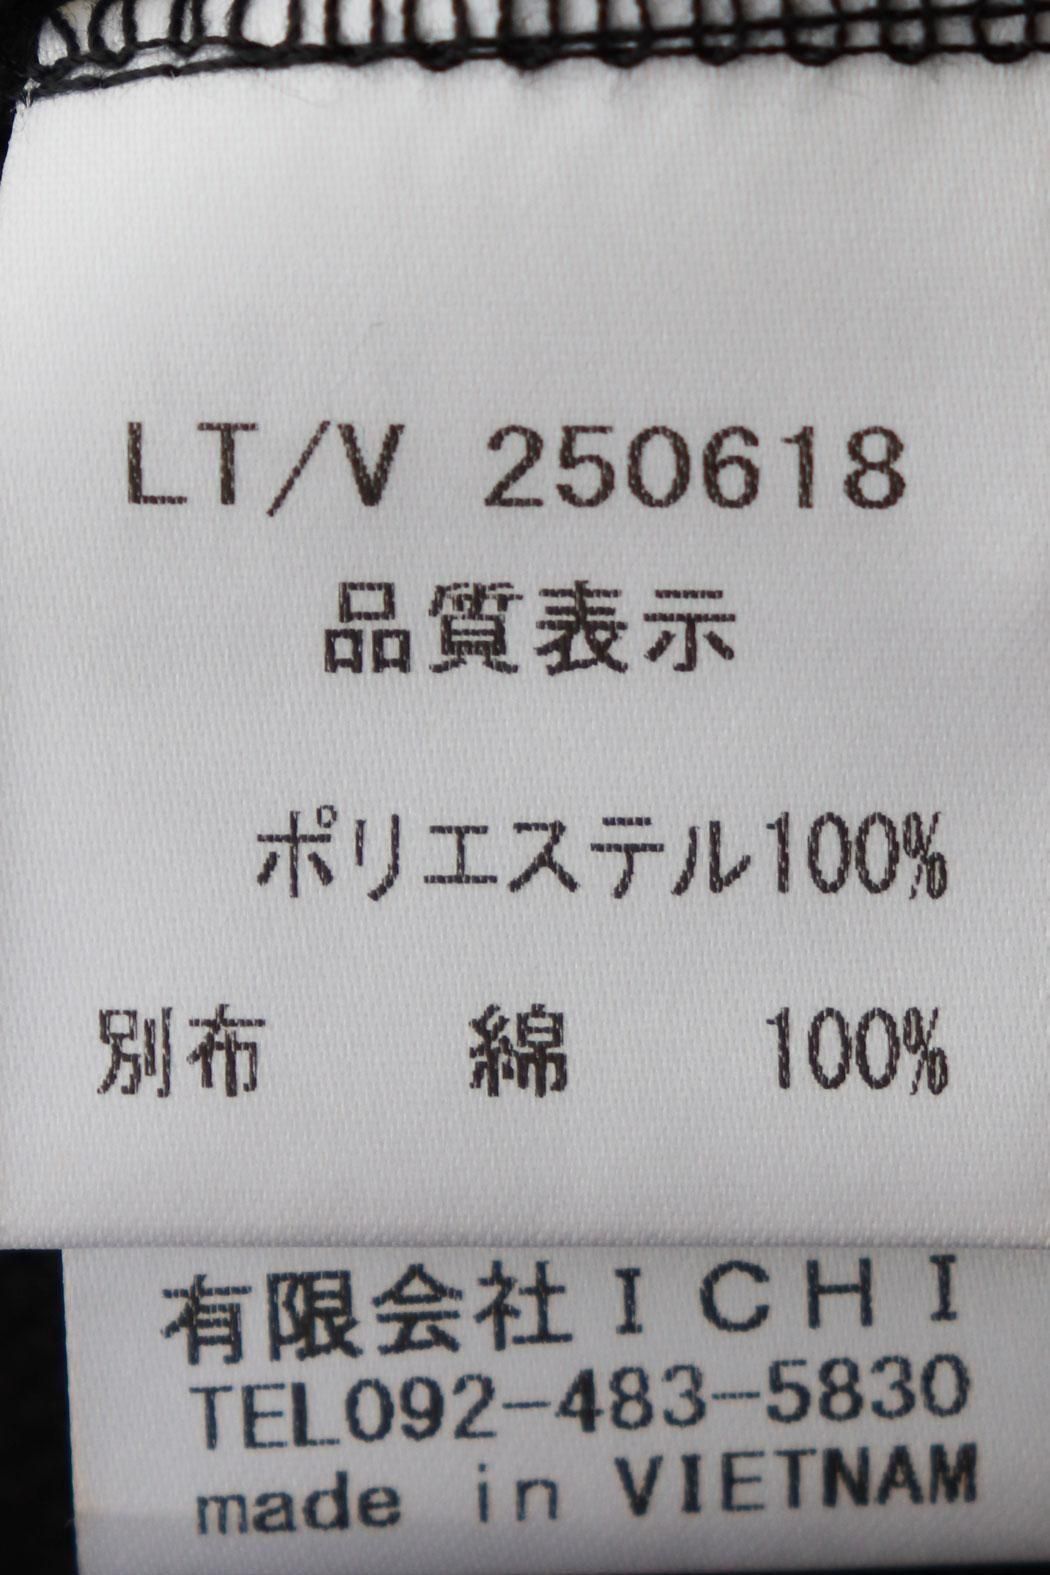 LT/V 250618
品質表示
ポリエステル100%
別布 綿 100%
有限会社ICHI
TEL092-483-5830
made in VIETNAM